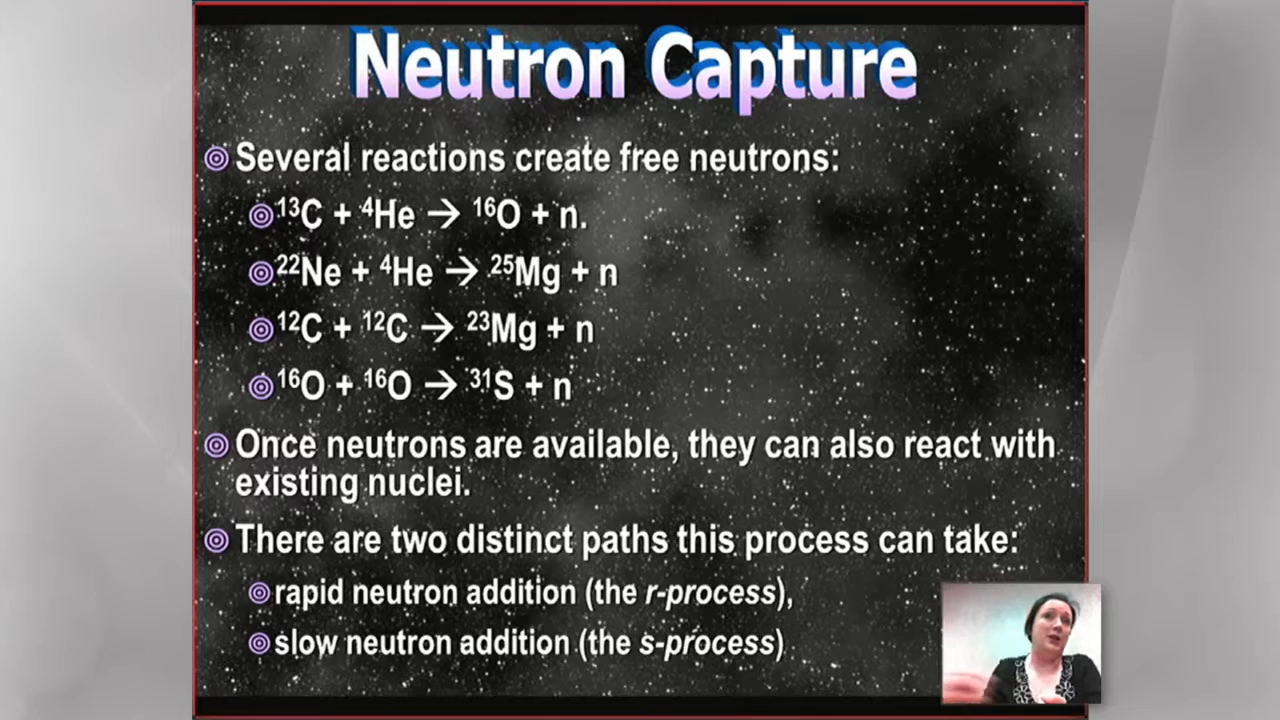 Neutron Capture
Several reactions create free neutrons:
¹³C + ⁴He → ¹⁶O + n.
²²Ne + ⁴He → ²⁵Mg + n
¹²C + ¹²C → ²³Mg + n
¹⁶O + ¹⁶O → ³¹S + n
Once neutrons are available, they can also react with
existing nuclei.
There are two distinct paths this process can take:
rapid neutron addition (the r-process),
slow neutron addition (the s-process)